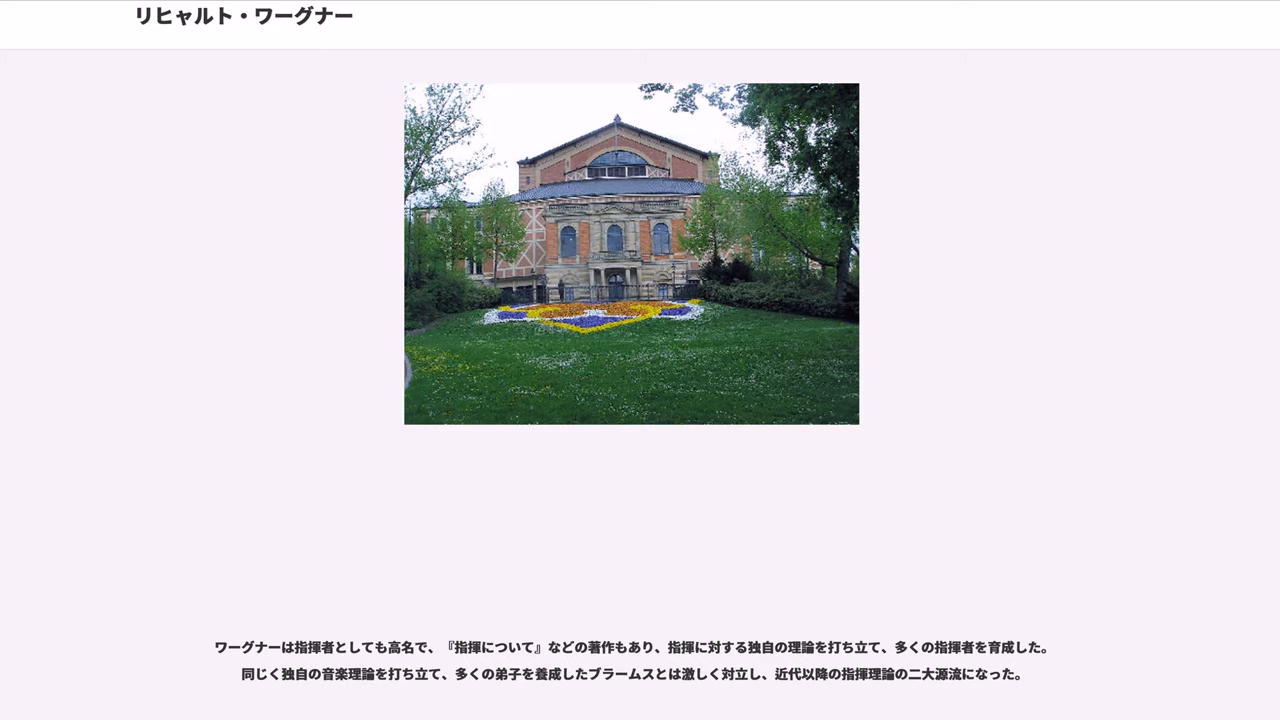 リヒャルト・ワーグナー
ワーグナーは指揮者としても高名で、『指揮について』などの著作もあり、指揮に対する独自の理論を打ち立て、多くの指揮者を育成した。
同じく独自の音楽理論を打ち立て、多くの弟子を養成したブラームスとは激しく対立し、近代以降の指揮理論の二大源流になった。